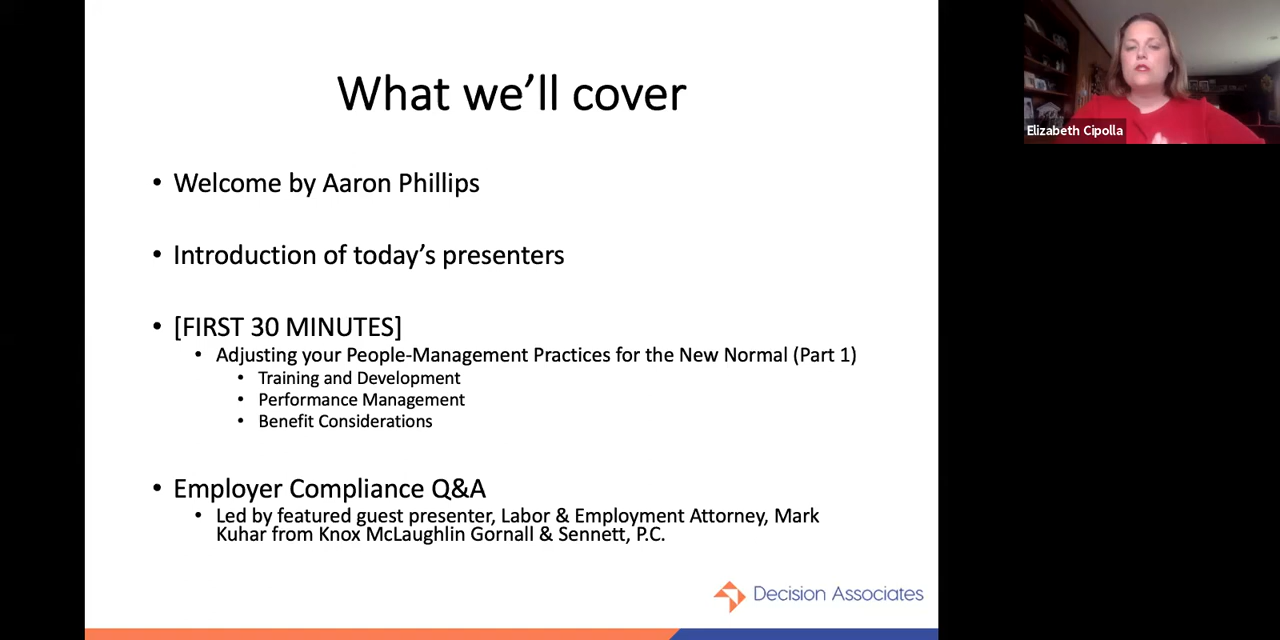 What we’ll cover
• Welcome by Aaron Phillips
• Introduction of today’s presenters
• [FIRST 30 MINUTES]
• Adjusting your People-Management Practices for the New Normal (Part 1)
• Training and Development
• Performance Management
• Benefit Considerations
• Employer Compliance Q&A
• Led by featured guest presenter, Labor & Employment Attorney, Mark
Kuhar from Knox McLaughlin Gornall & Sennett, P.C.
Decision Associates
Elizabeth Cipolla